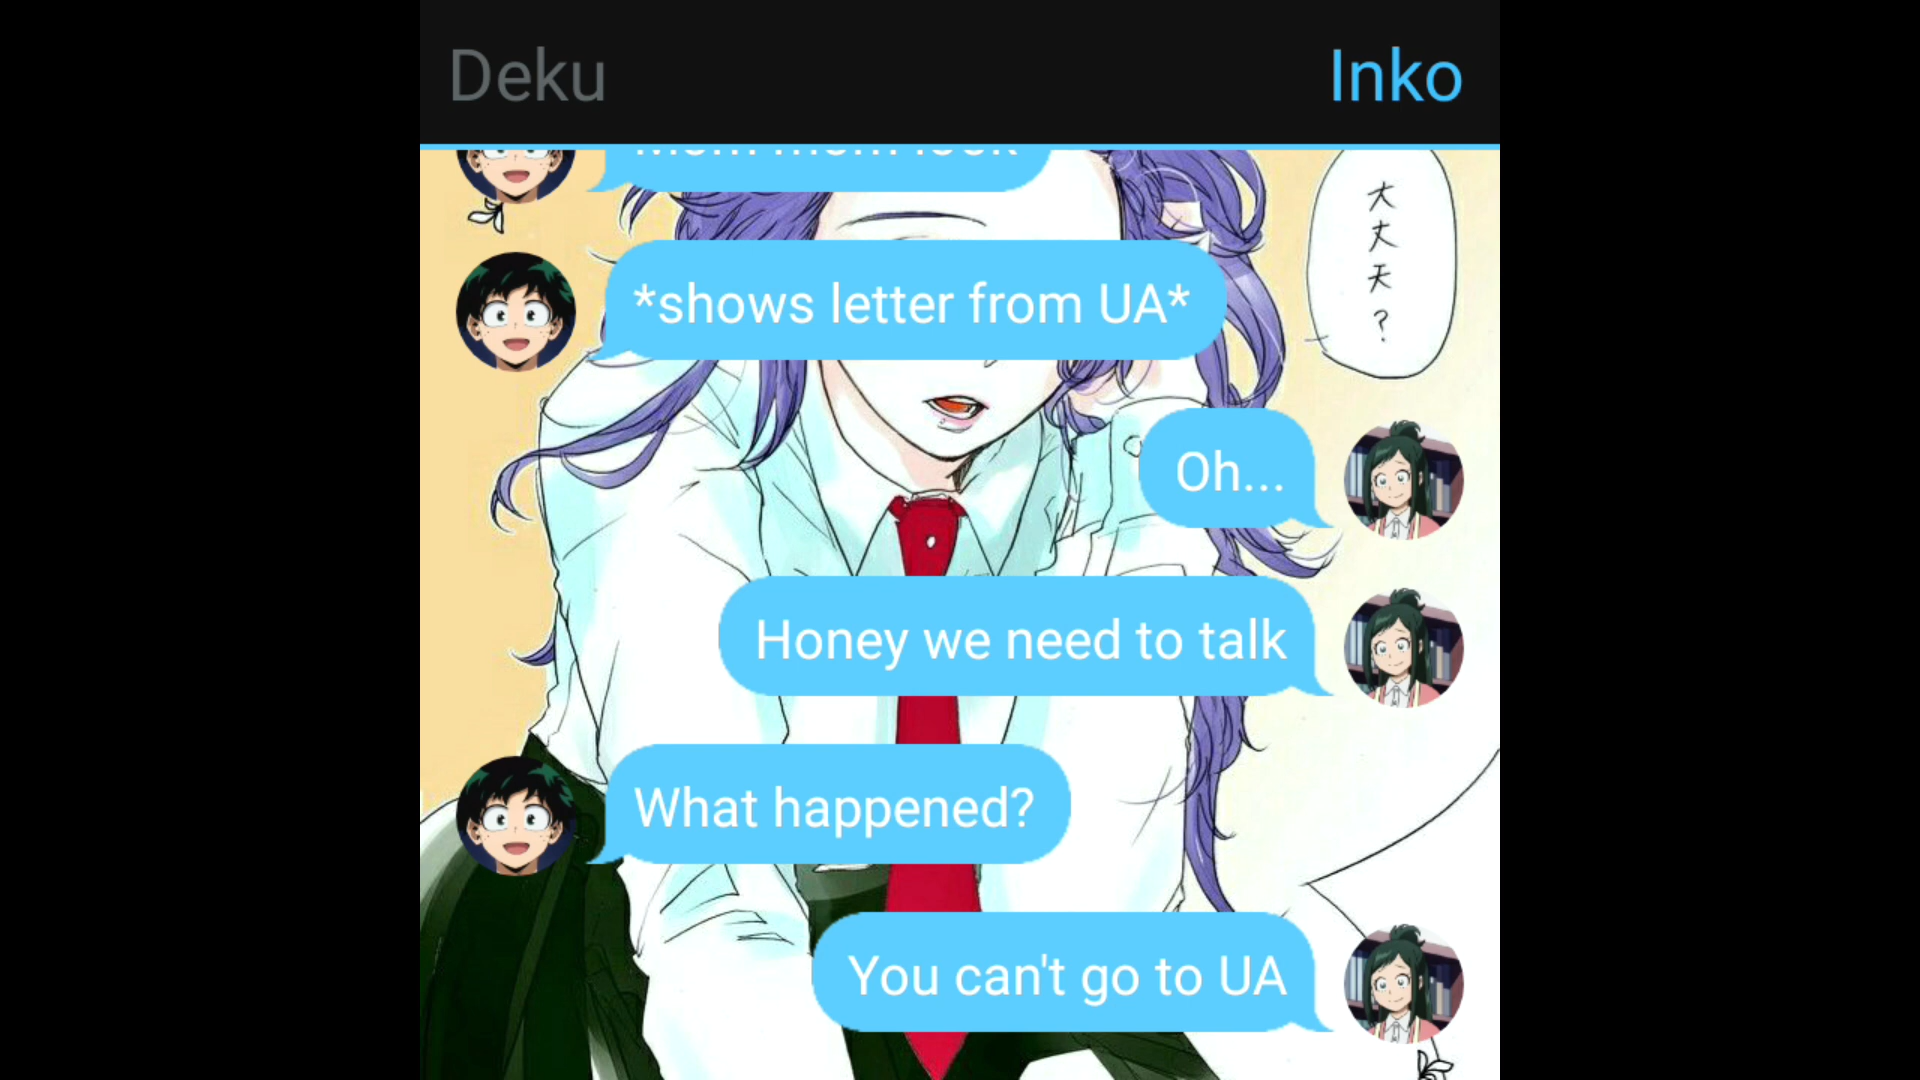 Deku
Inko
*shows letter from UA*
大丈夫?
Oh...
Honey we need to talk
What happened?
You can't go to UA